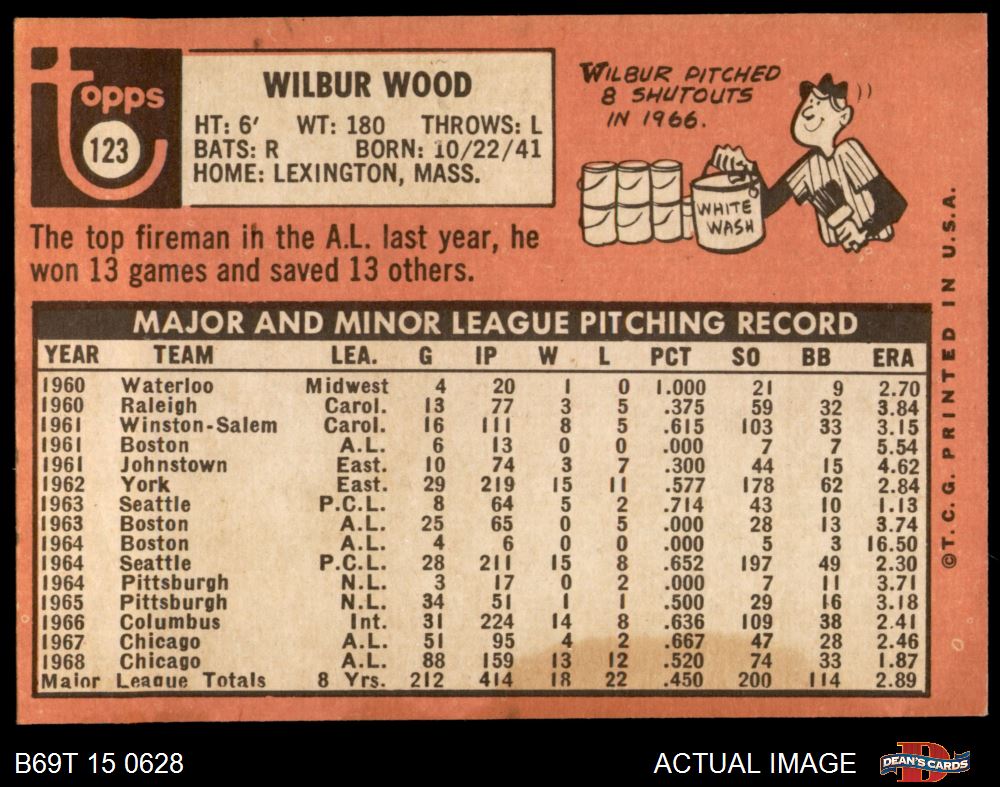 topps
123
WILBUR WOOD
HT: 6' WT: 180 THROWS: L
BATS: R BORN: 10/22/41
HOME: LEXINGTON, MASS.
WILBUR PITCHED
8 SHUTOUTS
IN 1966.
WHITE
WASH
The top fireman in the A.L. last year, he
won 13 games and saved 13 others.
MAJOR AND MINOR LEAGUE PITCHING RECORD
YEAR TEAM LEA. G IP W L PCT SO BB ERA
1960 Waterloo Midwest 4 20 1 0 1.000 21 9 2.70
1960 Raleigh Carol. 13 77 3 5 .375 59 32 3.84
1961 Winston-Salem Carol. 16 111 8 5 .615 103 33 3.15
1961 Boston A.L. 6 13 0 0 .000 7 7 5.54
1961 Johnstown East. 10 74 3 7 .300 44 15 4.62
1962 York East. 29 219 15 11 .577 178 62 2.84
1963 Seattle P.C.L. 8 64 5 2 .714 43 10 1.13
1963 Boston A.L. 25 65 0 5 .000 28 13 3.74
1964 Boston A.L. 4 6 0 0 .000 5 3 16.50
1964 Seattle P.C.L. 28 211 15 8 .652 197 49 2.30
1964 Pittsburgh N.L. 3 17 0 2 .000 7 11 3.71
1965 Pittsburgh N.L. 34 51 1 1 .500 29 16 3.18
1966 Columbus Int. 31 224 14 8 .636 109 38 2.41
1967 Chicago A.L. 51 95 4 2 .667 47 28 2.46
1968 Chicago A.L. 88 159 13 12 .520 74 33 1.87
Major League Totals 8 Yrs. 212 414 18 22 .450 200 114 2.89
©T. C. G. PRINTED IN U.S.A.
B69T 15 0628
ACTUAL IMAGE
DEAN'S CARDS